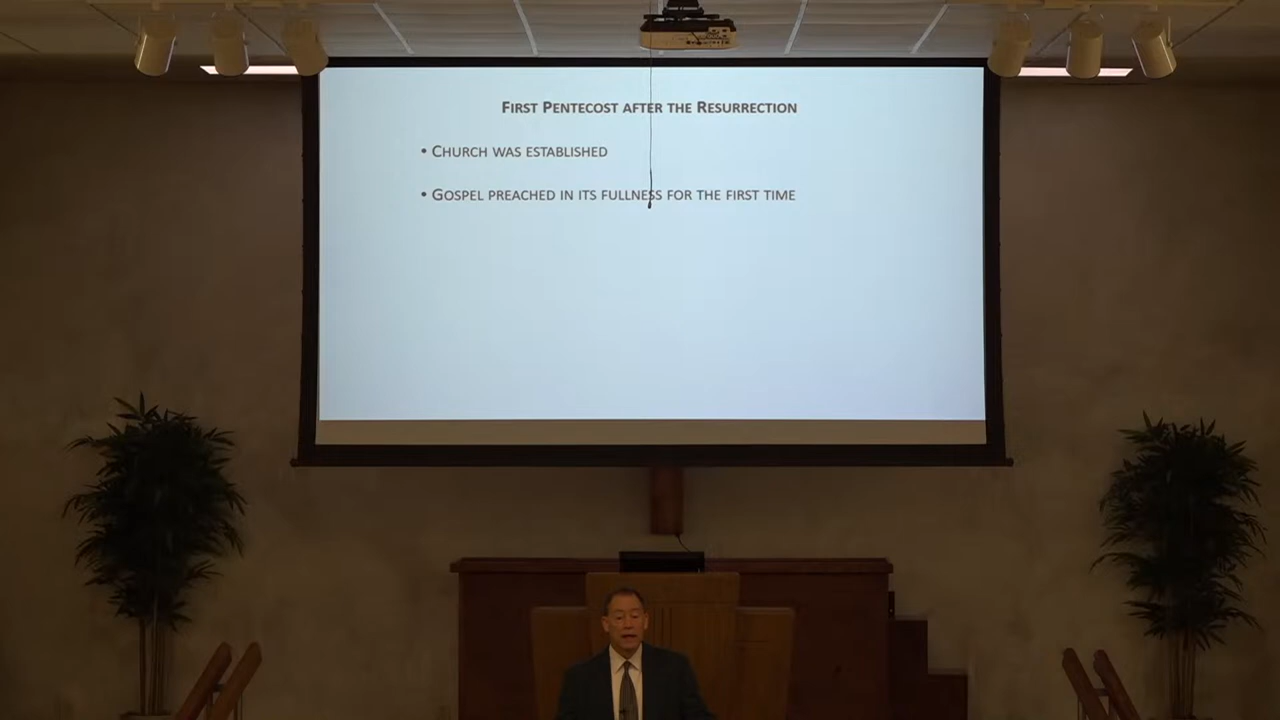 First Pentecost after the Resurrection
• Church was established
• Gospel preached in its fullness for the first time